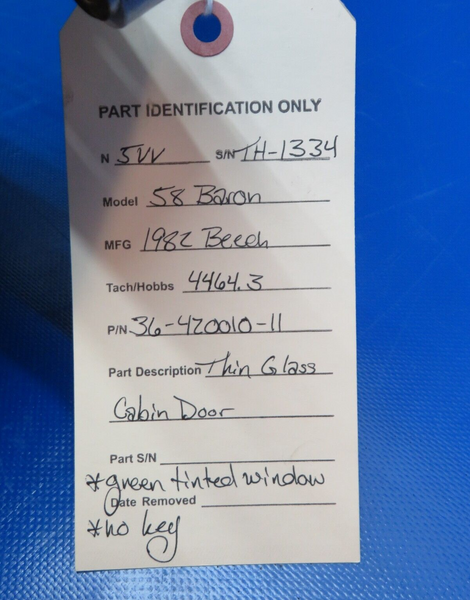 PART IDENTIFICATION ONLY
N 5VV S/N TH-1334
Model 58 Baron
MFG 1982 Beech
Tach/Hobbs 4464.3
P/N 36-420010-11
Part Description Thin Glass
Cabin Door
Part S/N
*green tinted window
Date Removed
*no key